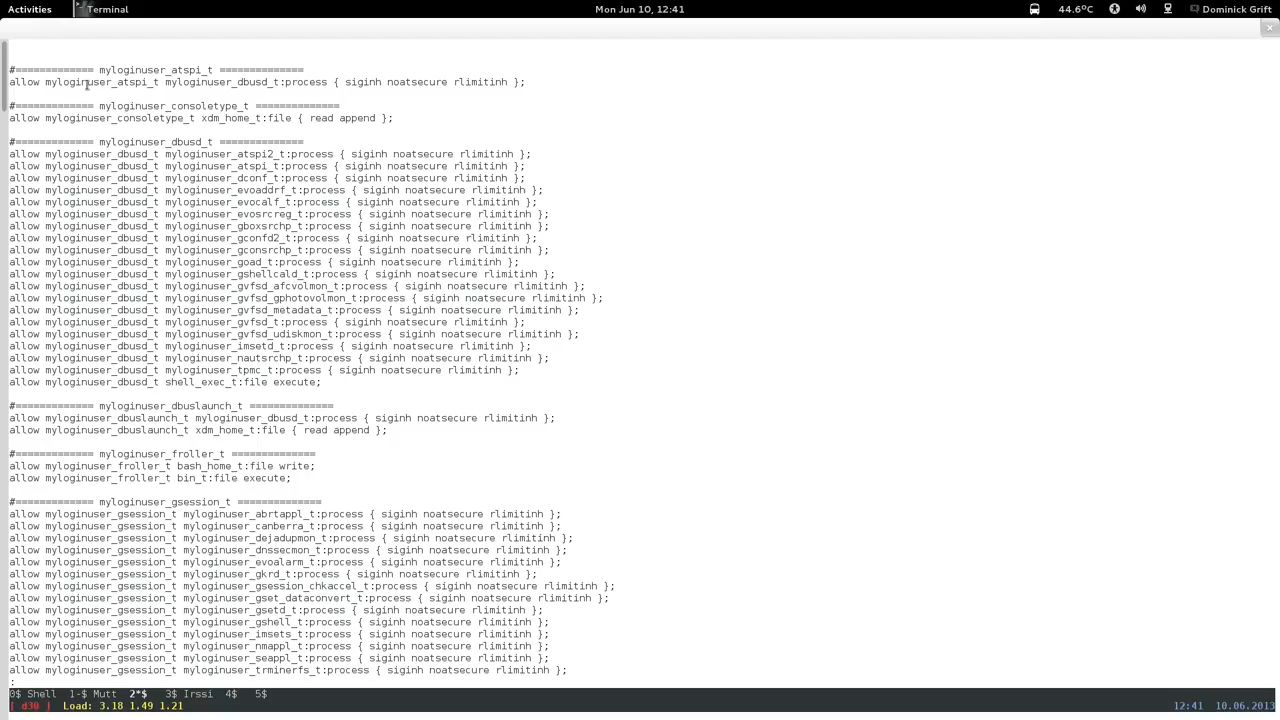 Activities Terminal Mon Jun 10, 12:41 44.6°C Dominick Grift
#============= myloginuser_atspi_t ==============
allow myloginuser_atspi_t myloginuser_dbusd_t:process { siginh noatsecure rlimitinh };
#============= myloginuser_consoletype_t ==============
allow myloginuser_consoletype_t xdm_home_t:file { read append };
#============= myloginuser_dbusd_t ==============
allow myloginuser_dbusd_t myloginuser_atspi2_t:process { siginh noatsecure rlimitinh };
allow myloginuser_dbusd_t myloginuser_atspi_t:process { siginh noatsecure rlimitinh };
allow myloginuser_dbusd_t myloginuser_dconf_t:process { siginh noatsecure rlimitinh };
allow myloginuser_dbusd_t myloginuser_evoaddrf_t:process { siginh noatsecure rlimitinh };
allow myloginuser_dbusd_t myloginuser_evocalf_t:process { siginh noatsecure rlimitinh };
allow myloginuser_dbusd_t myloginuser_evosrcreg_t:process { siginh noatsecure rlimitinh };
allow myloginuser_dbusd_t myloginuser_gboxsrchp_t:process { siginh noatsecure rlimitinh };
allow myloginuser_dbusd_t myloginuser_gconfd2_t:process { siginh noatsecure rlimitinh };
allow myloginuser_dbusd_t myloginuser_gconsrchp_t:process { siginh noatsecure rlimitinh };
allow myloginuser_dbusd_t myloginuser_goad_t:process { siginh noatsecure rlimitinh };
allow myloginuser_dbusd_t myloginuser_gshellcald_t:process { siginh noatsecure rlimitinh };
allow myloginuser_dbusd_t myloginuser_gvfsd_afcvolmon_t:process { siginh noatsecure rlimitinh };
allow myloginuser_dbusd_t myloginuser_gvfsd_gphotovolmon_t:process { siginh noatsecure rlimitinh };
allow myloginuser_dbusd_t myloginuser_gvfsd_metadata_t:process { siginh noatsecure rlimitinh };
allow myloginuser_dbusd_t myloginuser_gvfsd_t:process { siginh noatsecure rlimitinh };
allow myloginuser_dbusd_t myloginuser_gvfsd_udiskmon_t:process { siginh noatsecure rlimitinh };
allow myloginuser_dbusd_t myloginuser_imsetd_t:process { siginh noatsecure rlimitinh };
allow myloginuser_dbusd_t myloginuser_nautsrchp_t:process { siginh noatsecure rlimitinh };
allow myloginuser_dbusd_t myloginuser_tpmc_t:process { siginh noatsecure rlimitinh };
allow myloginuser_dbusd_t shell_exec_t:file execute;
#============= myloginuser_dbuslaunch_t ==============
allow myloginuser_dbuslaunch_t myloginuser_dbusd_t:process { siginh noatsecure rlimitinh };
allow myloginuser_dbuslaunch_t xdm_home_t:file { read append };
#============= myloginuser_froller_t ==============
allow myloginuser_froller_t bash_home_t:file write;
allow myloginuser_froller_t bin_t:file execute;
#============= myloginuser_gsession_t ==============
allow myloginuser_gsession_t myloginuser_abrtappl_t:process { siginh noatsecure rlimitinh };
allow myloginuser_gsession_t myloginuser_canberra_t:process { siginh noatsecure rlimitinh };
allow myloginuser_gsession_t myloginuser_dejadupmon_t:process { siginh noatsecure rlimitinh };
allow myloginuser_gsession_t myloginuser_dnssecmon_t:process { siginh noatsecure rlimitinh };
allow myloginuser_gsession_t myloginuser_evoalarm_t:process { siginh noatsecure rlimitinh };
allow myloginuser_gsession_t myloginuser_gkrd_t:process { siginh noatsecure rlimitinh };
allow myloginuser_gsession_t myloginuser_gsession_chkaccel_t:process { siginh noatsecure rlimitinh };
allow myloginuser_gsession_t myloginuser_gset_dataconvert_t:process { siginh noatsecure rlimitinh };
allow myloginuser_gsession_t myloginuser_gsetd_t:process { siginh noatsecure rlimitinh };
allow myloginuser_gsession_t myloginuser_gshell_t:process { siginh noatsecure rlimitinh };
allow myloginuser_gsession_t myloginuser_imsets_t:process { siginh noatsecure rlimitinh };
allow myloginuser_gsession_t myloginuser_nmappl_t:process { siginh noatsecure rlimitinh };
allow myloginuser_gsession_t myloginuser_seappl_t:process { siginh noatsecure rlimitinh };
allow myloginuser_gsession_t myloginuser_trminerfs_t:process { siginh noatsecure rlimitinh };
:
0$ Shell 1-$ Mutt 2*$ 3$ Irssi 4$ 5$
[ d30 ] Load: 3.18 1.49 1.21 12:41 10.06.2013